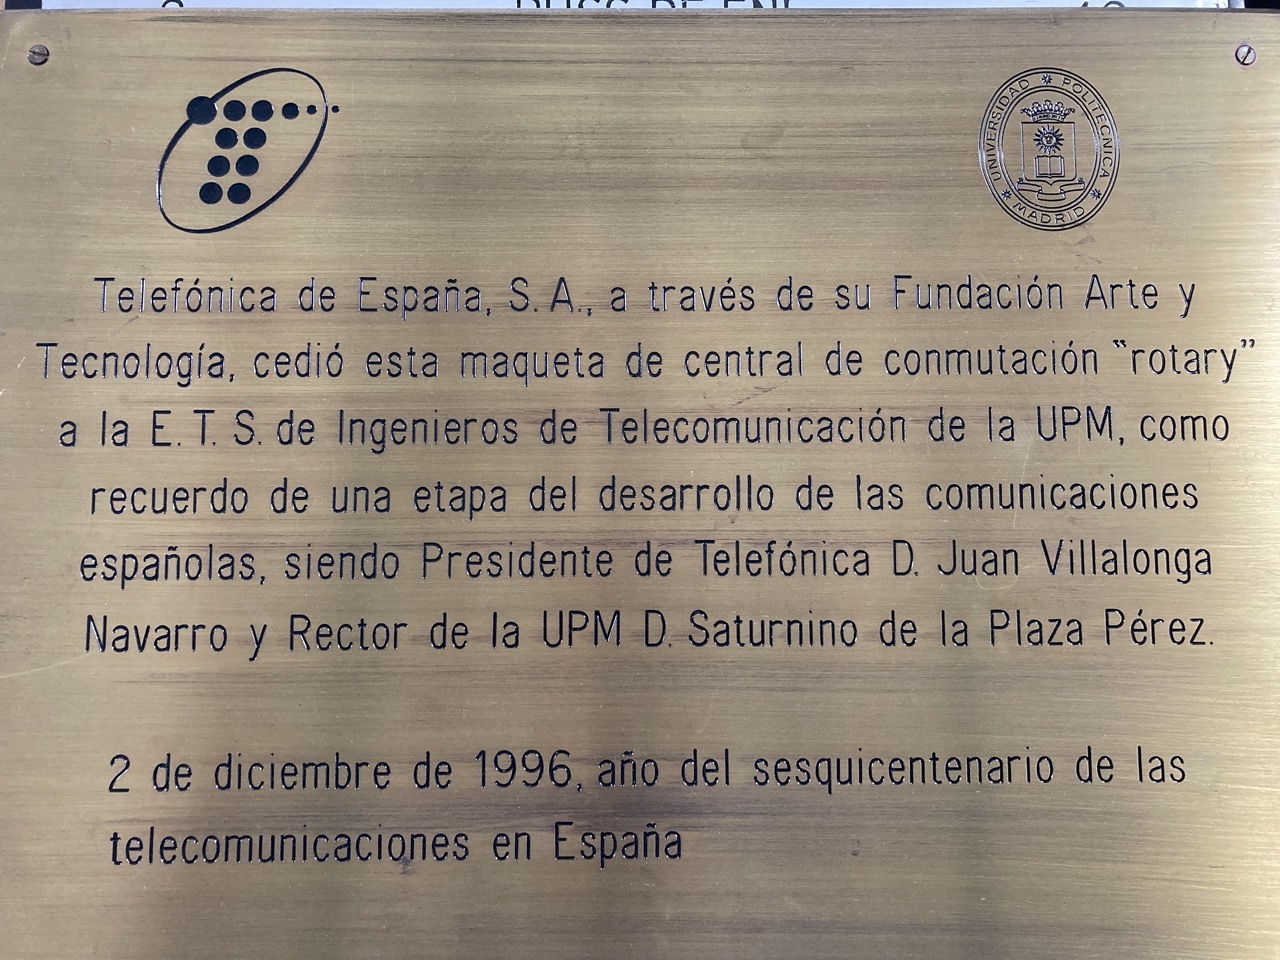 UNIVERSIDAD POLITECNICA
MADRID
Telefónica de España, S.A., a través de su Fundación Arte y
Tecnología, cedió esta maqueta de central de conmutación "rotary"
a la E.T.S. de Ingenieros de Telecomunicación de la UPM, como
recuerdo de una etapa del desarrollo de las comunicaciones
españolas, siendo Presidente de Telefónica D. Juan Villalonga
Navarro y Rector de la UPM D. Saturnino de la Plaza Pérez.
2 de diciembre de 1996, año del sesquicentenario de las
telecomunicaciones en España